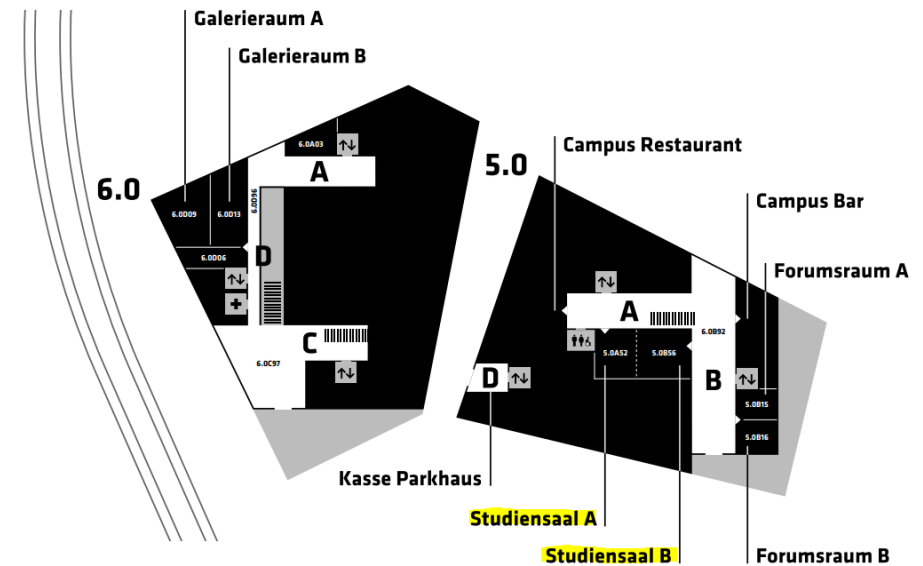 Galerieraum A
Galerieraum B
6.0
6.0A03
A
6.0D09
6.0D13
6.0D96
6.0D06
D
C
6.0C97
5.0
Campus Restaurant
Campus Bar
Forumsraum A
A
6.0B92
5.0A52
5.0B56
D
B
5.0B15
5.0B16
Kasse Parkhaus
Studiensaal A
Studiensaal B
Forumsraum B